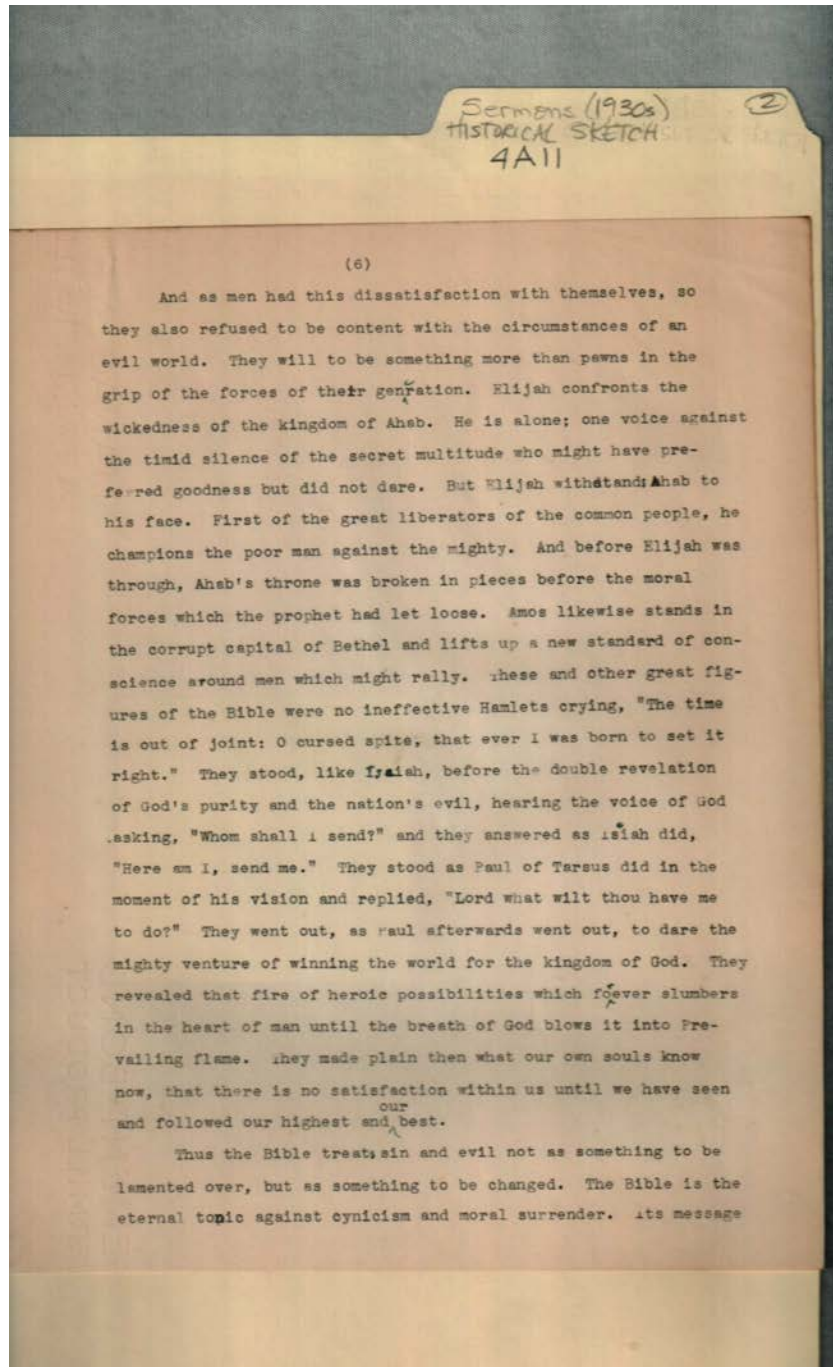 Sermons (1930s)
2
HISTORICAL SKETCH
4A11
(6)
And as men had this dissatisfaction with themselves, so
they also refused to be content with the circumstances of an
evil world. They will to be something more than pawns in the
grip of the forces of their genration. Elijah confronts the
wickedness of the kingdom of Ahab. He is alone; one voice against
the timid silence of the secret multitude who might have pre-
ferred goodness but did not dare. But Elijah withstands Ahab to
his face. First of the great liberators of the common people, he
champions the poor man against the mighty. And before Elijah was
through, Ahab's throne was broken in pieces before the moral
forces which the prophet had let loose. Amos likewise stands in
the corrupt capital of Bethel and lifts up a new standard of con-
science around men which might rally. These and other great fig-
ures of the Bible were no ineffective Hamlets crying, "The time
is out of joint: O cursed spite, that ever I was born to set it
right." They stood, like Isaiah, before the double revelation
of God's purity and the nation's evil, hearing the voice of God
asking, "Whom shall I send?" and they answered as Isiah did,
"Here am I, send me." They stood as Paul of Tarsus did in the
moment of his vision and replied, "Lord what wilt thou have me
to do?" They went out, as Paul afterwards went out, to dare the
mighty venture of winning the world for the kingdom of God. They
revealed that fire of heroic possibilities which forever slumbers
in the heart of man until the breath of God blows it into Pre-
vailing flame. They made plain then what our own souls know
now, that there is no satisfaction within us until we have seen
and followed our highest and our best.
Thus the Bible treats sin and evil not as something to be
lamented over, but as something to be changed. The Bible is the
eternal tonic against cynicism and moral surrender. Its message